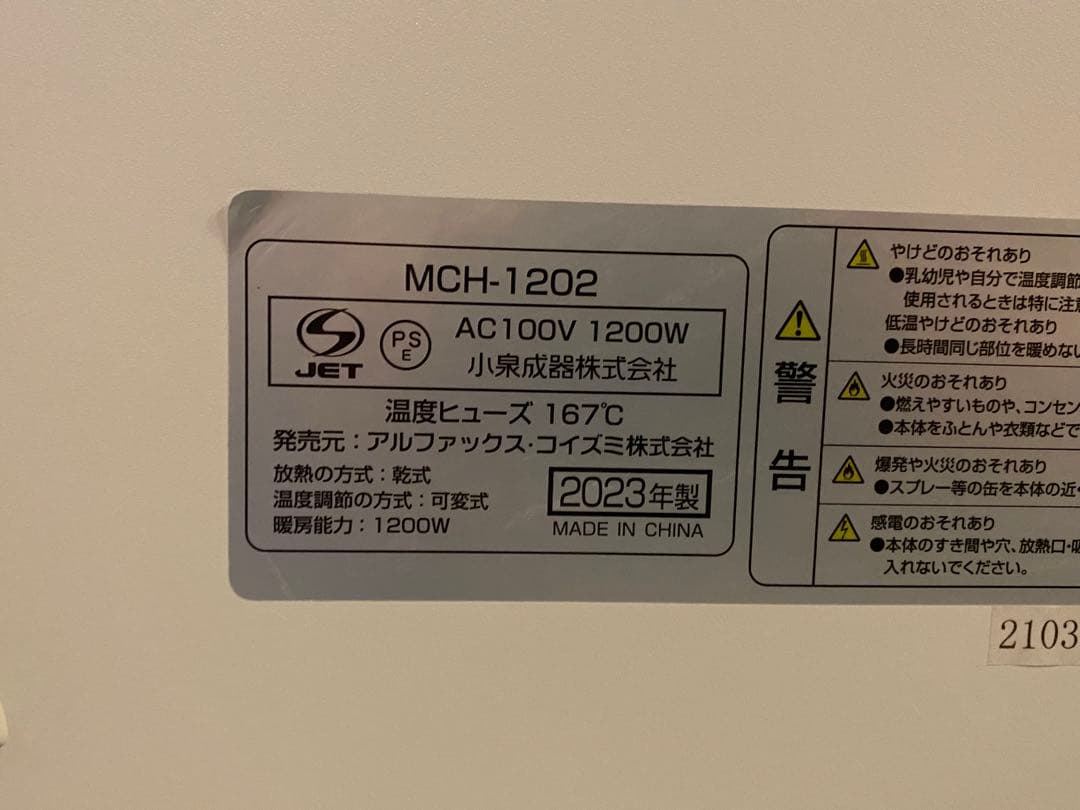 MCH-1202
JET
PS
E
AC100V 1200W
小泉成器株式会社
温度ヒューズ 167℃
発売元：アルファックス・コイズミ株式会社
放熱の方式：乾式
温度調節の方式：可変式
暖房能力：1200W
2023年製
MADE IN CHINA
警告
やけどのおそれあり
●乳幼児や自分で温度調節
使用されるときは特に注意
低温やけどのおそれあり
●長時間同じ部位を暖めない
火災のおそれあり
●燃えやすいものや、コンセン
●本体をふとんや衣類などで
爆発や火災のおそれあり
●スプレー等の缶を本体の近く
感電のおそれあり
●本体のすき間や穴、放熱口・吸
入れないでください。
2103